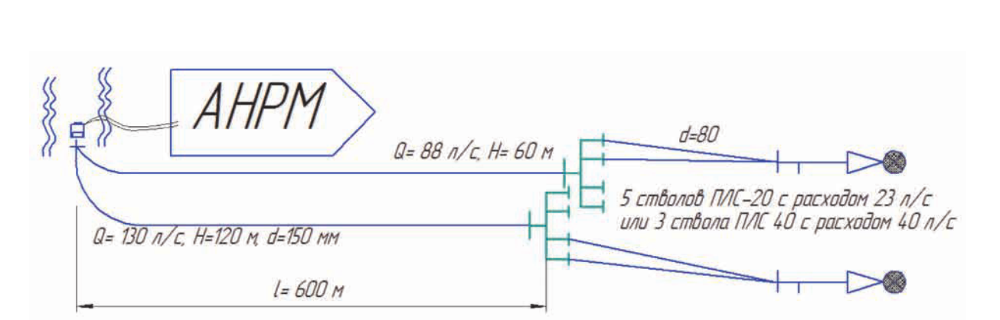 АНРМ
d=80
Q= 88 л/с, H= 60 м
5 стволов ПЛС-20 с расходом 23 л/с
или 3 ствола ПЛС 40 с расходом 40 л/с
Q= 130 л/с, H=120 м, d=150 мм
l= 600 м